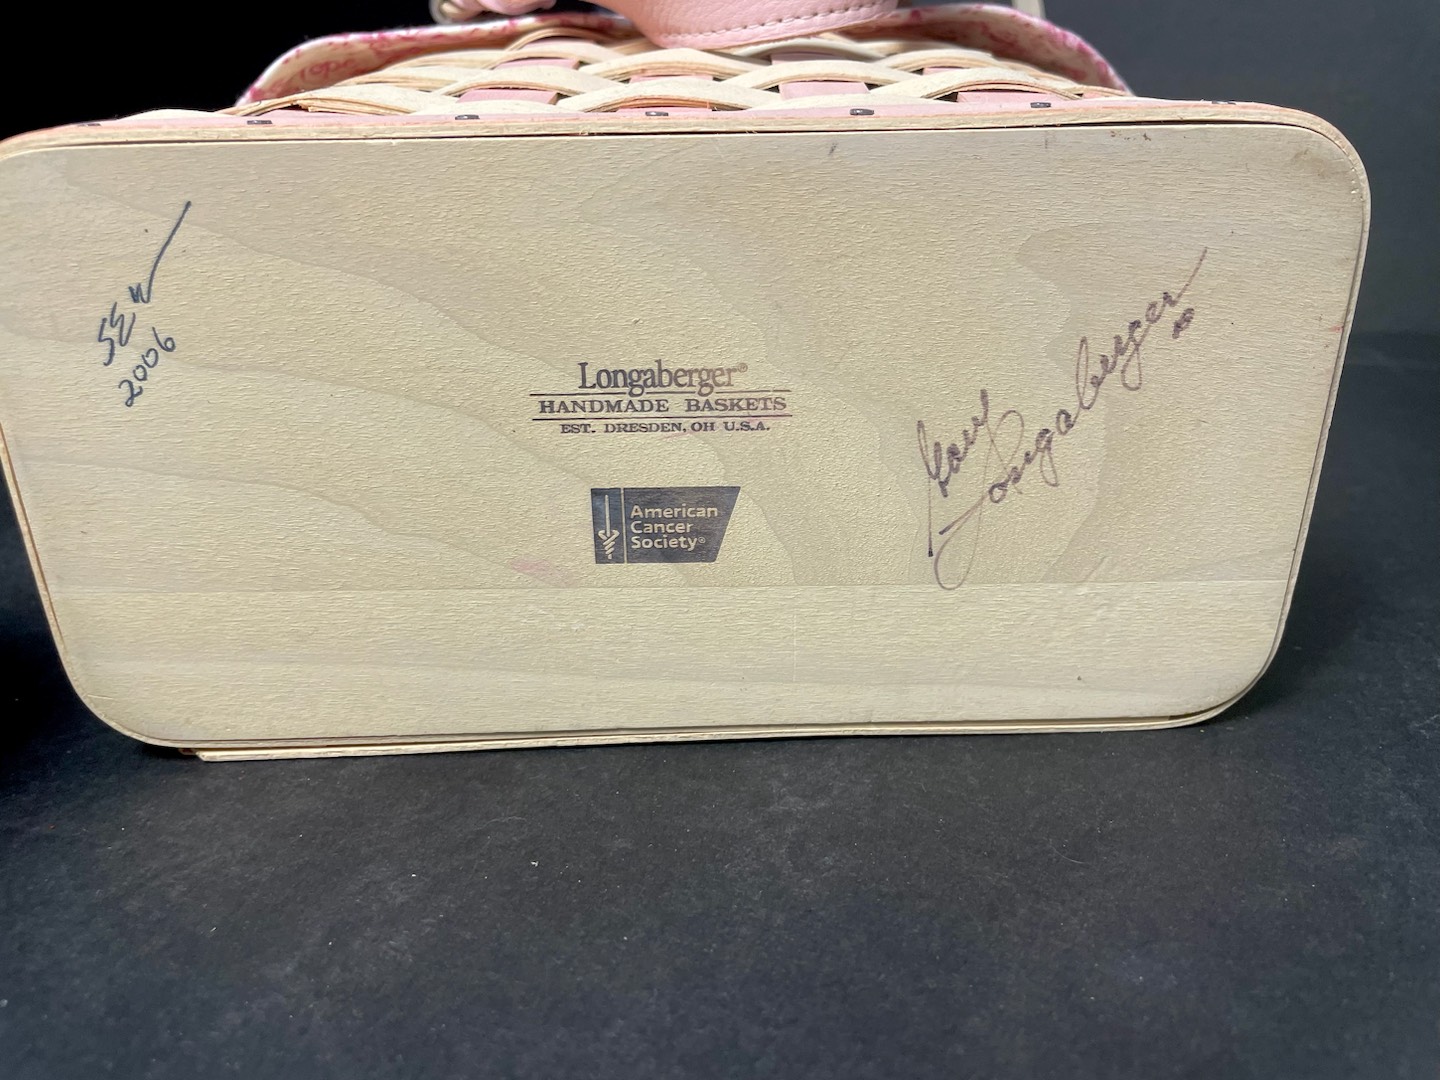 SEW
2006
Longaberger®
HANDMADE BASKETS
EST. DRESDEN, OH U.S.A.
American
Cancer
Society®
Longaberger